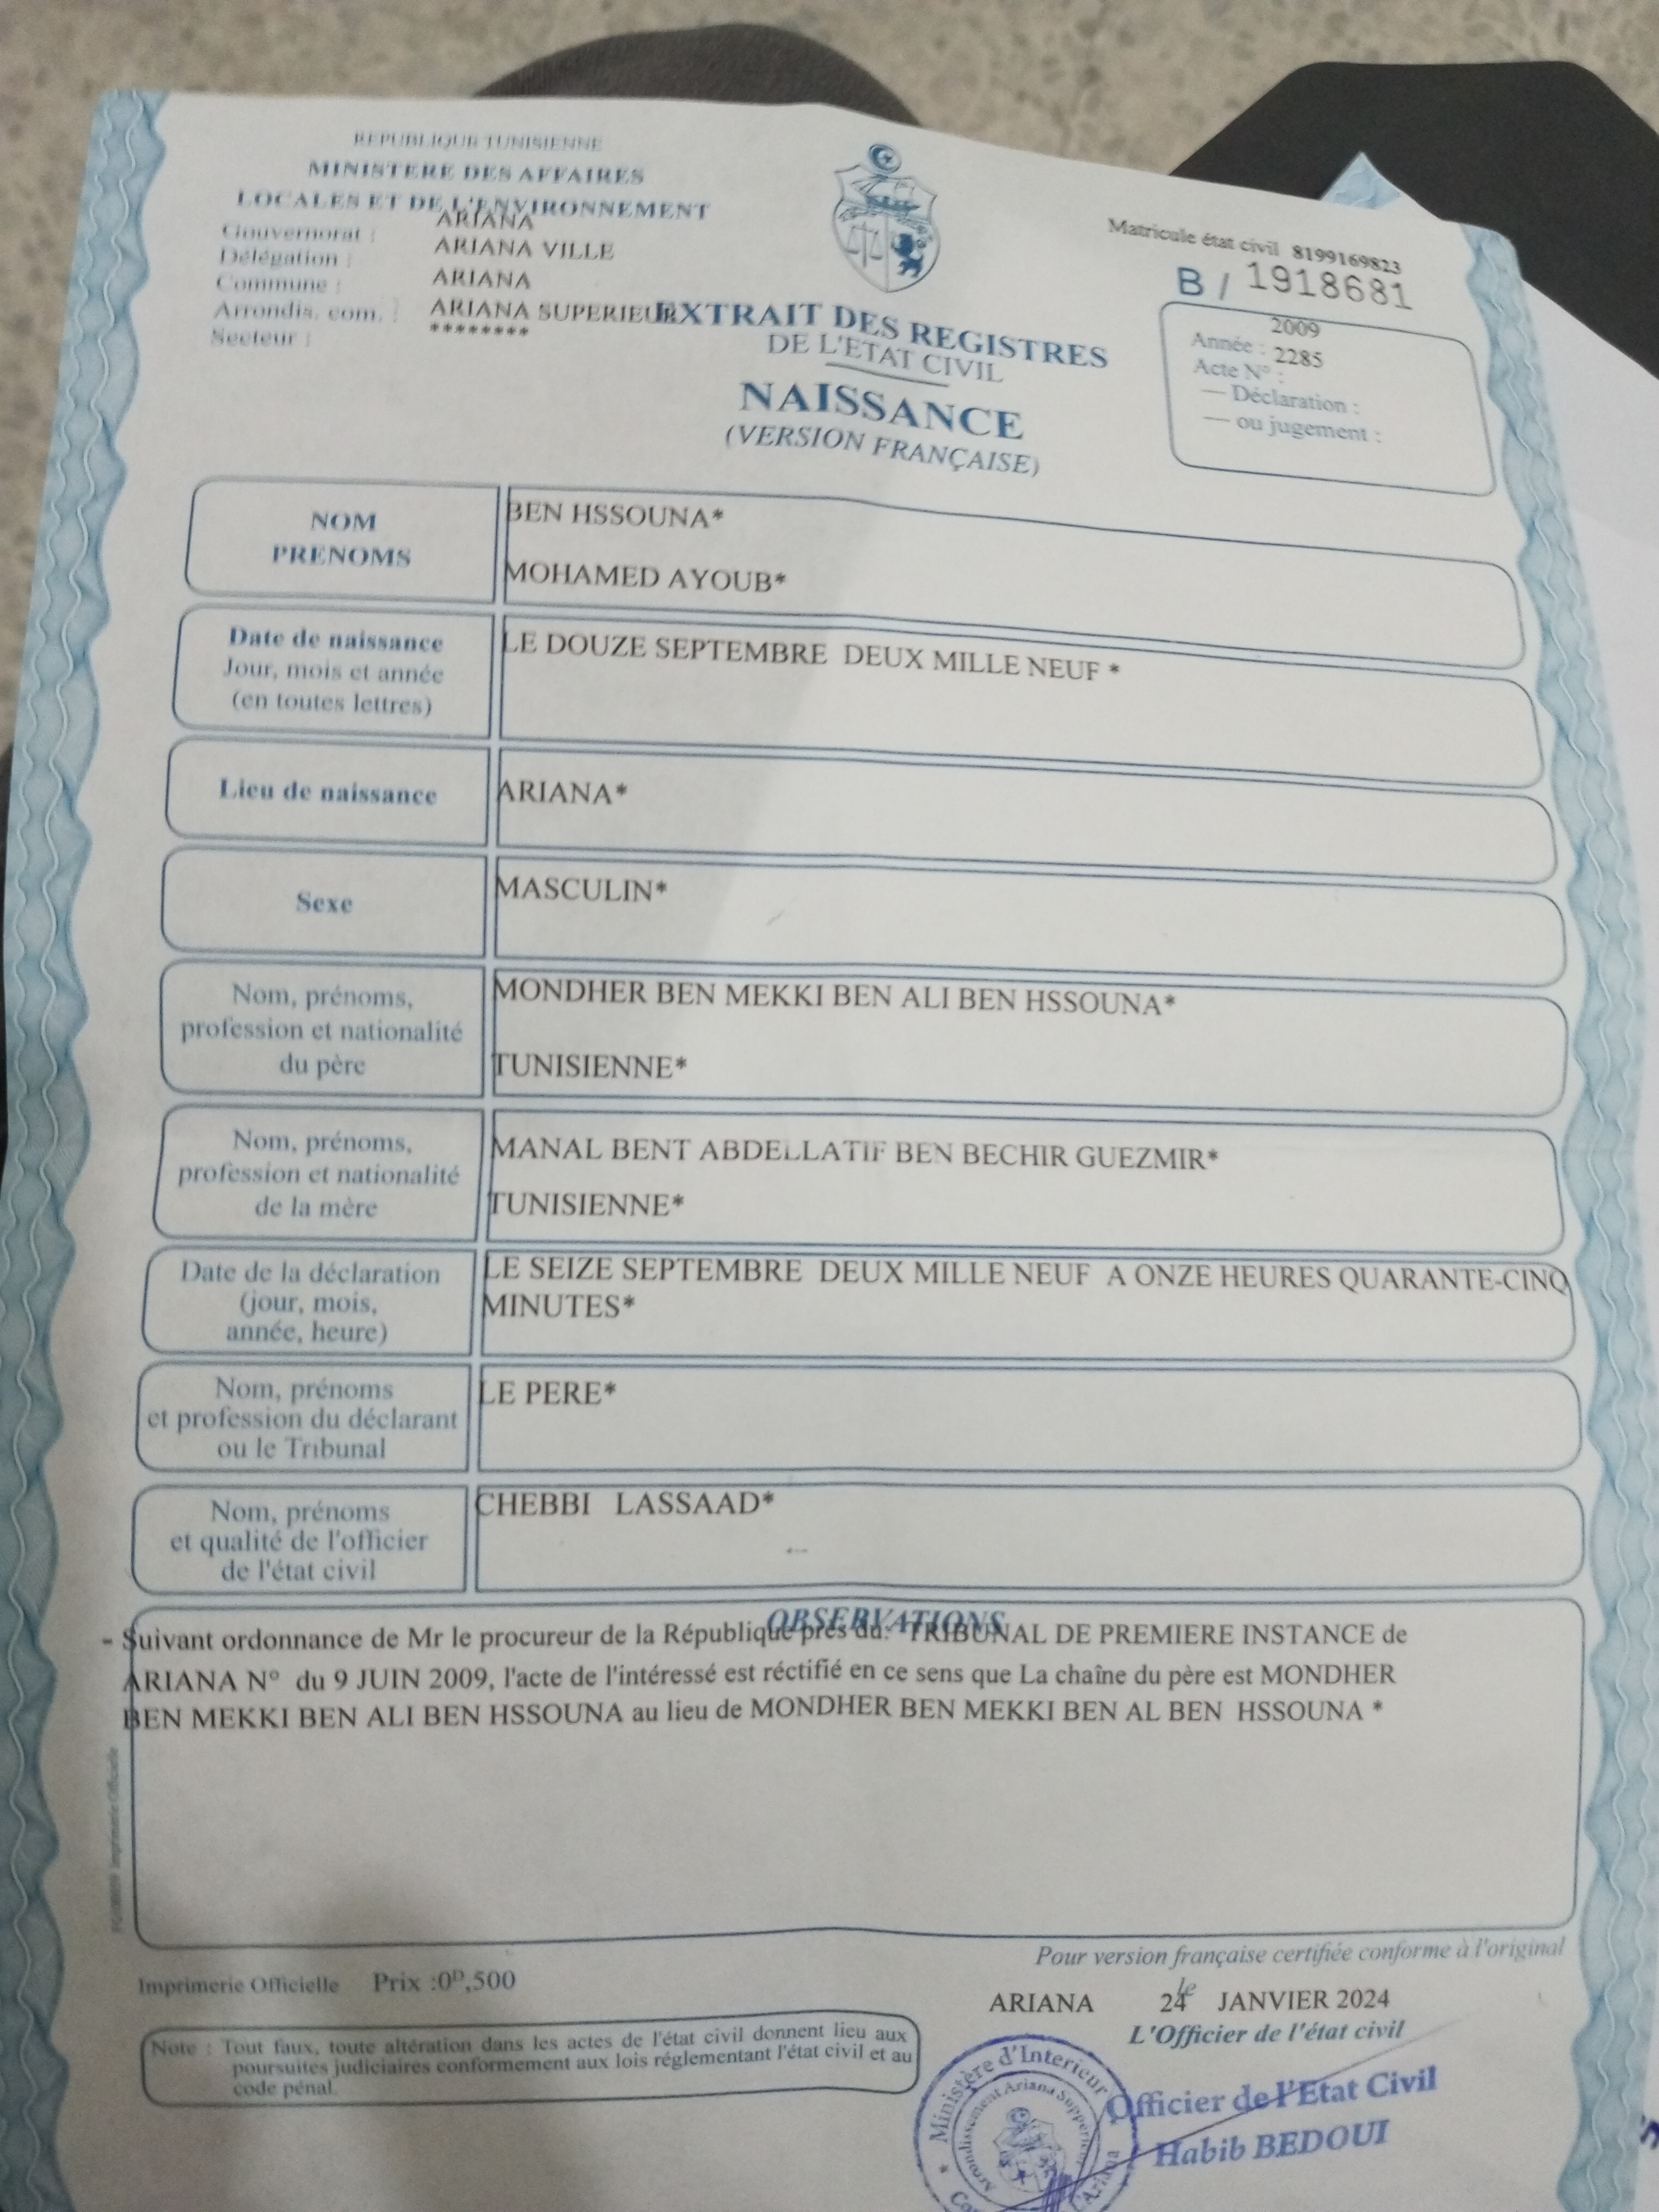 REPUBLIQUE TUNISIENNE
MINISTERE DES AFFAIRES
LOCALES ET DE L'ENVIRONNEMENT
Gouvernorat : ARIANA
Délégation : ARIANA VILLE
Commune : ARIANA
Arrondis. com. : ARIANA SUPERIEUR
Secteur : ********
Matricule état civil 8199169823
B / 1918681
Année : 2009
Acte N° : 2285
— Déclaration :
— ou jugement :
EXTRAIT DES REGISTRES
DE L'ETAT CIVIL
NAISSANCE
(VERSION FRANÇAISE)
NOM
PRENOMS
BEN HSSOUNA*
MOHAMED AYOUB*
Date de naissance
Jour, mois et année
(en toutes lettres)
LE DOUZE SEPTEMBRE DEUX MILLE NEUF *
Lieu de naissance
ARIANA*
Sexe
MASCULIN*
Nom, prénoms,
profession et nationalité
du père
MONDHER BEN MEKKI BEN ALI BEN HSSOUNA*
TUNISIENNE*
Nom, prénoms,
profession et nationalité
de la mère
MANAL BENT ABDELLATIF BEN BECHIR GUEZMIR*
TUNISIENNE*
Date de la déclaration
(jour, mois,
année, heure)
LE SEIZE SEPTEMBRE DEUX MILLE NEUF A ONZE HEURES QUARANTE-CINQ
MINUTES*
Nom, prénoms
et profession du déclarant
ou le Tribunal
LE PERE*
Nom, prénoms
et qualité de l'officier
de l'état civil
CHEBBI LASSAAD*
OBSERVATIONS
- Suivant ordonnance de Mr le procureur de la République près du: TRIBUNAL DE PREMIERE INSTANCE de
ARIANA N° du 9 JUIN 2009, l'acte de l'intéressé est réctifié en ce sens que La chaîne du père est MONDHER
BEN MEKKI BEN ALI BEN HSSOUNA au lieu de MONDHER BEN MEKKI BEN AL BEN HSSOUNA *
Imprimerie Officielle
Pour version française certifiée conforme à l'original
Imprimerie Officielle Prix :0ᴰ,500
ARIANA le 24 JANVIER 2024
L'Officier de l'état civil
Note : Tout faux, toute altération dans les actes de l'état civil donnent lieu aux
poursuites judiciaires conformement aux lois réglementant l'état civil et au
code pénal.
Ministère d'Interieur
Arrondissement Ariana Supperieur
Ariana
Officier de l'Etat Civil
Habib BEDOUI